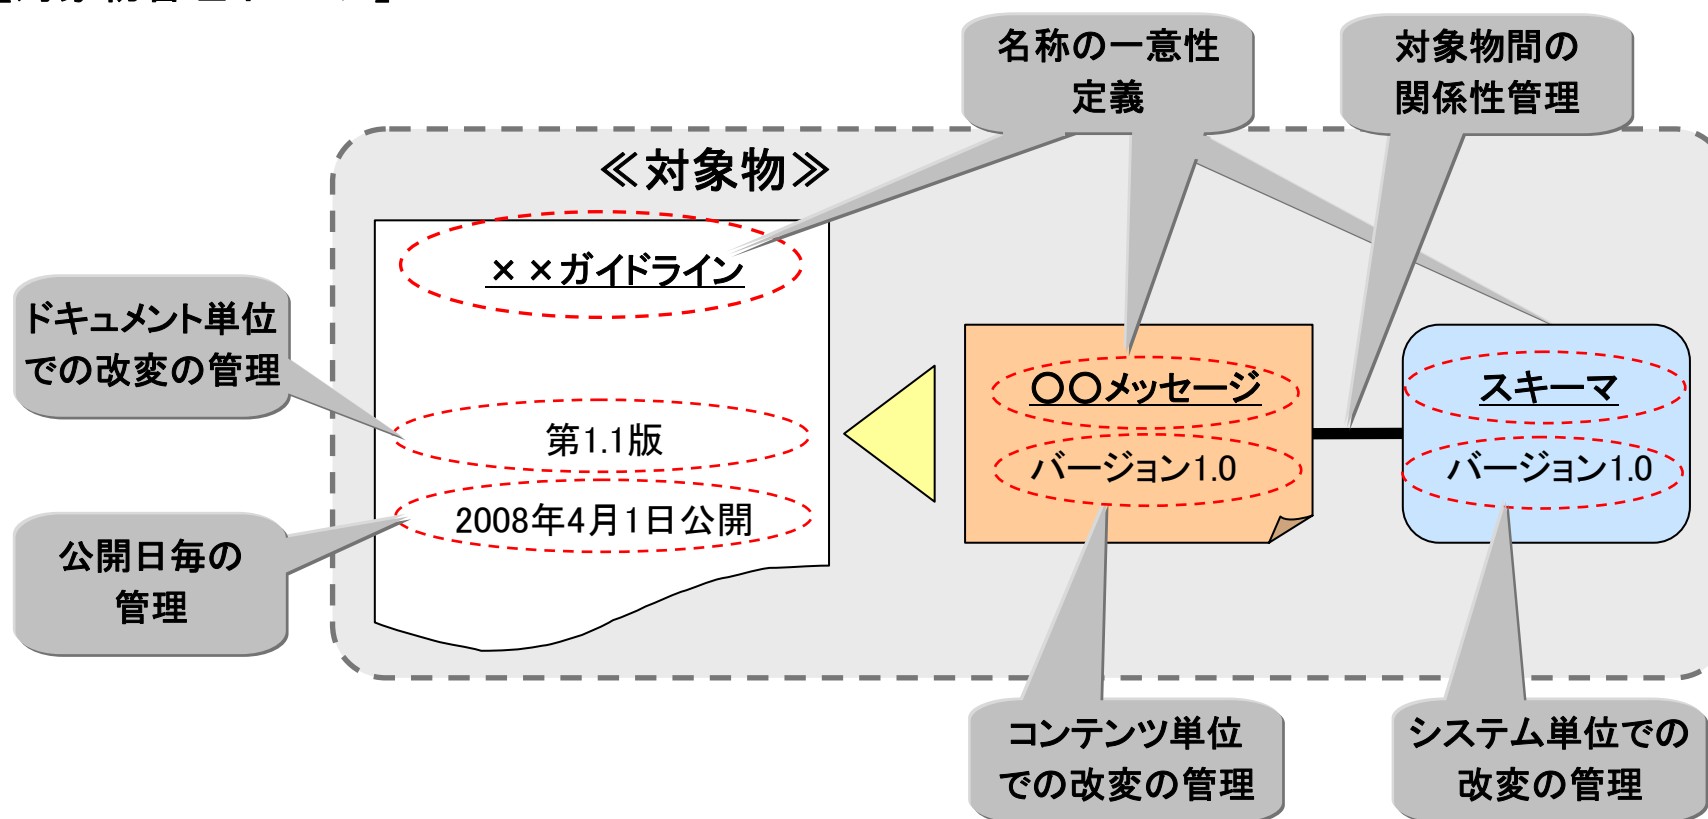 名称の一意性
定義
対象物間の
関係性管理
≪対象物≫
××ガイドライン
ドキュメント単位
での改変の管理
第1.1版
2008年4月1日公開
公開日毎の
管理
〇〇メッセージ
バージョン1.0
スキーマ
バージョン1.0
コンテンツ単位
での改変の管理
システム単位での
改変の管理